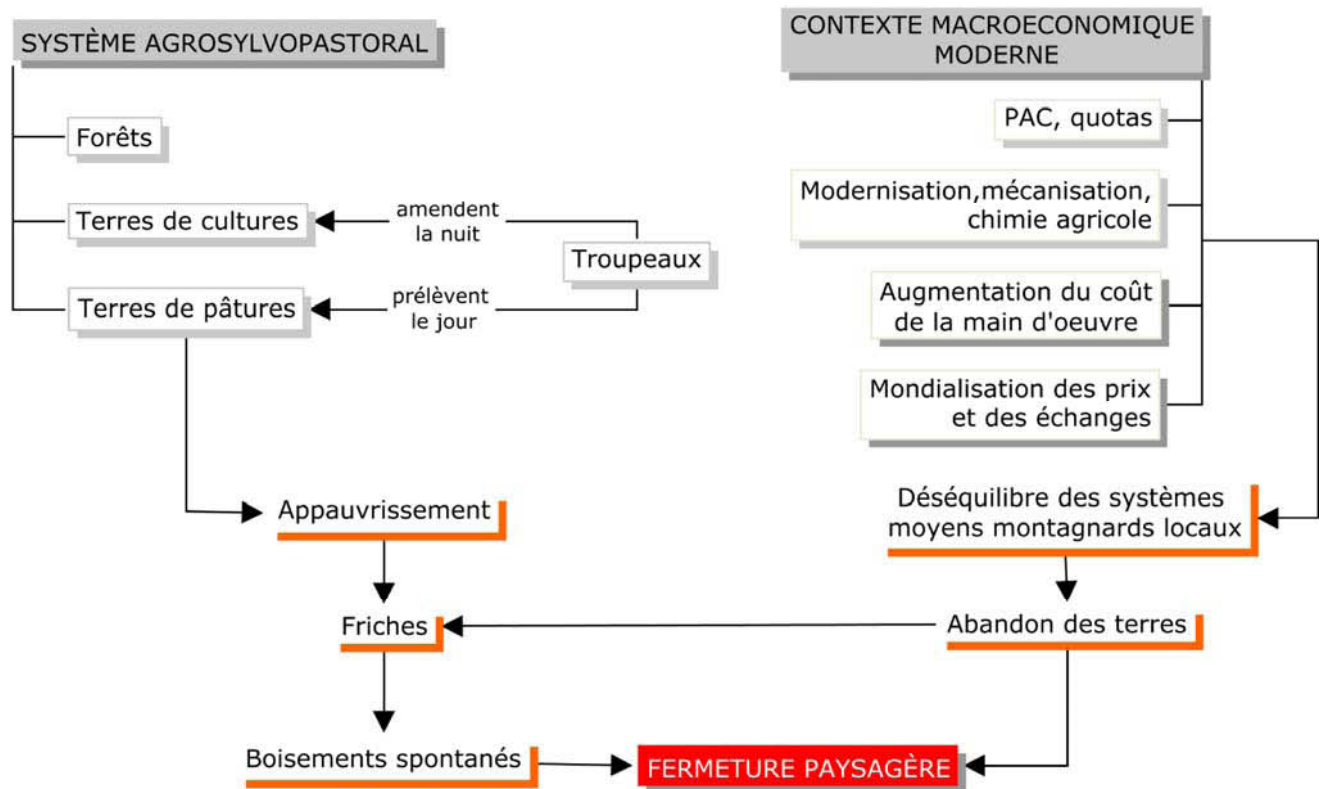 SYSTÈME AGROSYLVOPASTORAL
Forêts
Terres de cultures
amendent
la nuit
Troupeaux
Terres de pâtures
prélèvent
le jour
CONTEXTE MACROECONOMIQUE
MODERNE
PAC, quotas
Modernisation,mécanisation,
chimie agricole
Augmentation du coût
de la main d'oeuvre
Mondialisation des prix
et des échanges
Appauvrissement
Déséquilibre des systèmes
moyens montagnards locaux
Friches
Abandon des terres
Boisements spontanés
FERMETURE PAYSAGÈRE